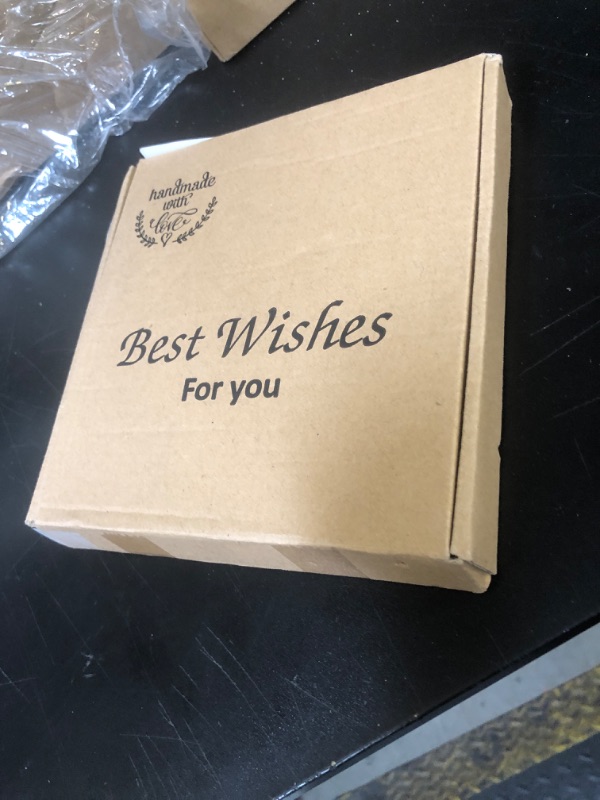 handmade
with
love
Best Wishes
For you